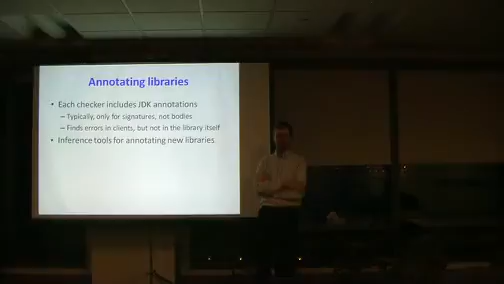 Annotating libraries
• Each checker includes JDK annotations
– Typically, only for signatures, not bodies
– Finds errors in clients, but not in the library itself
• Inference tools for annotating new libraries